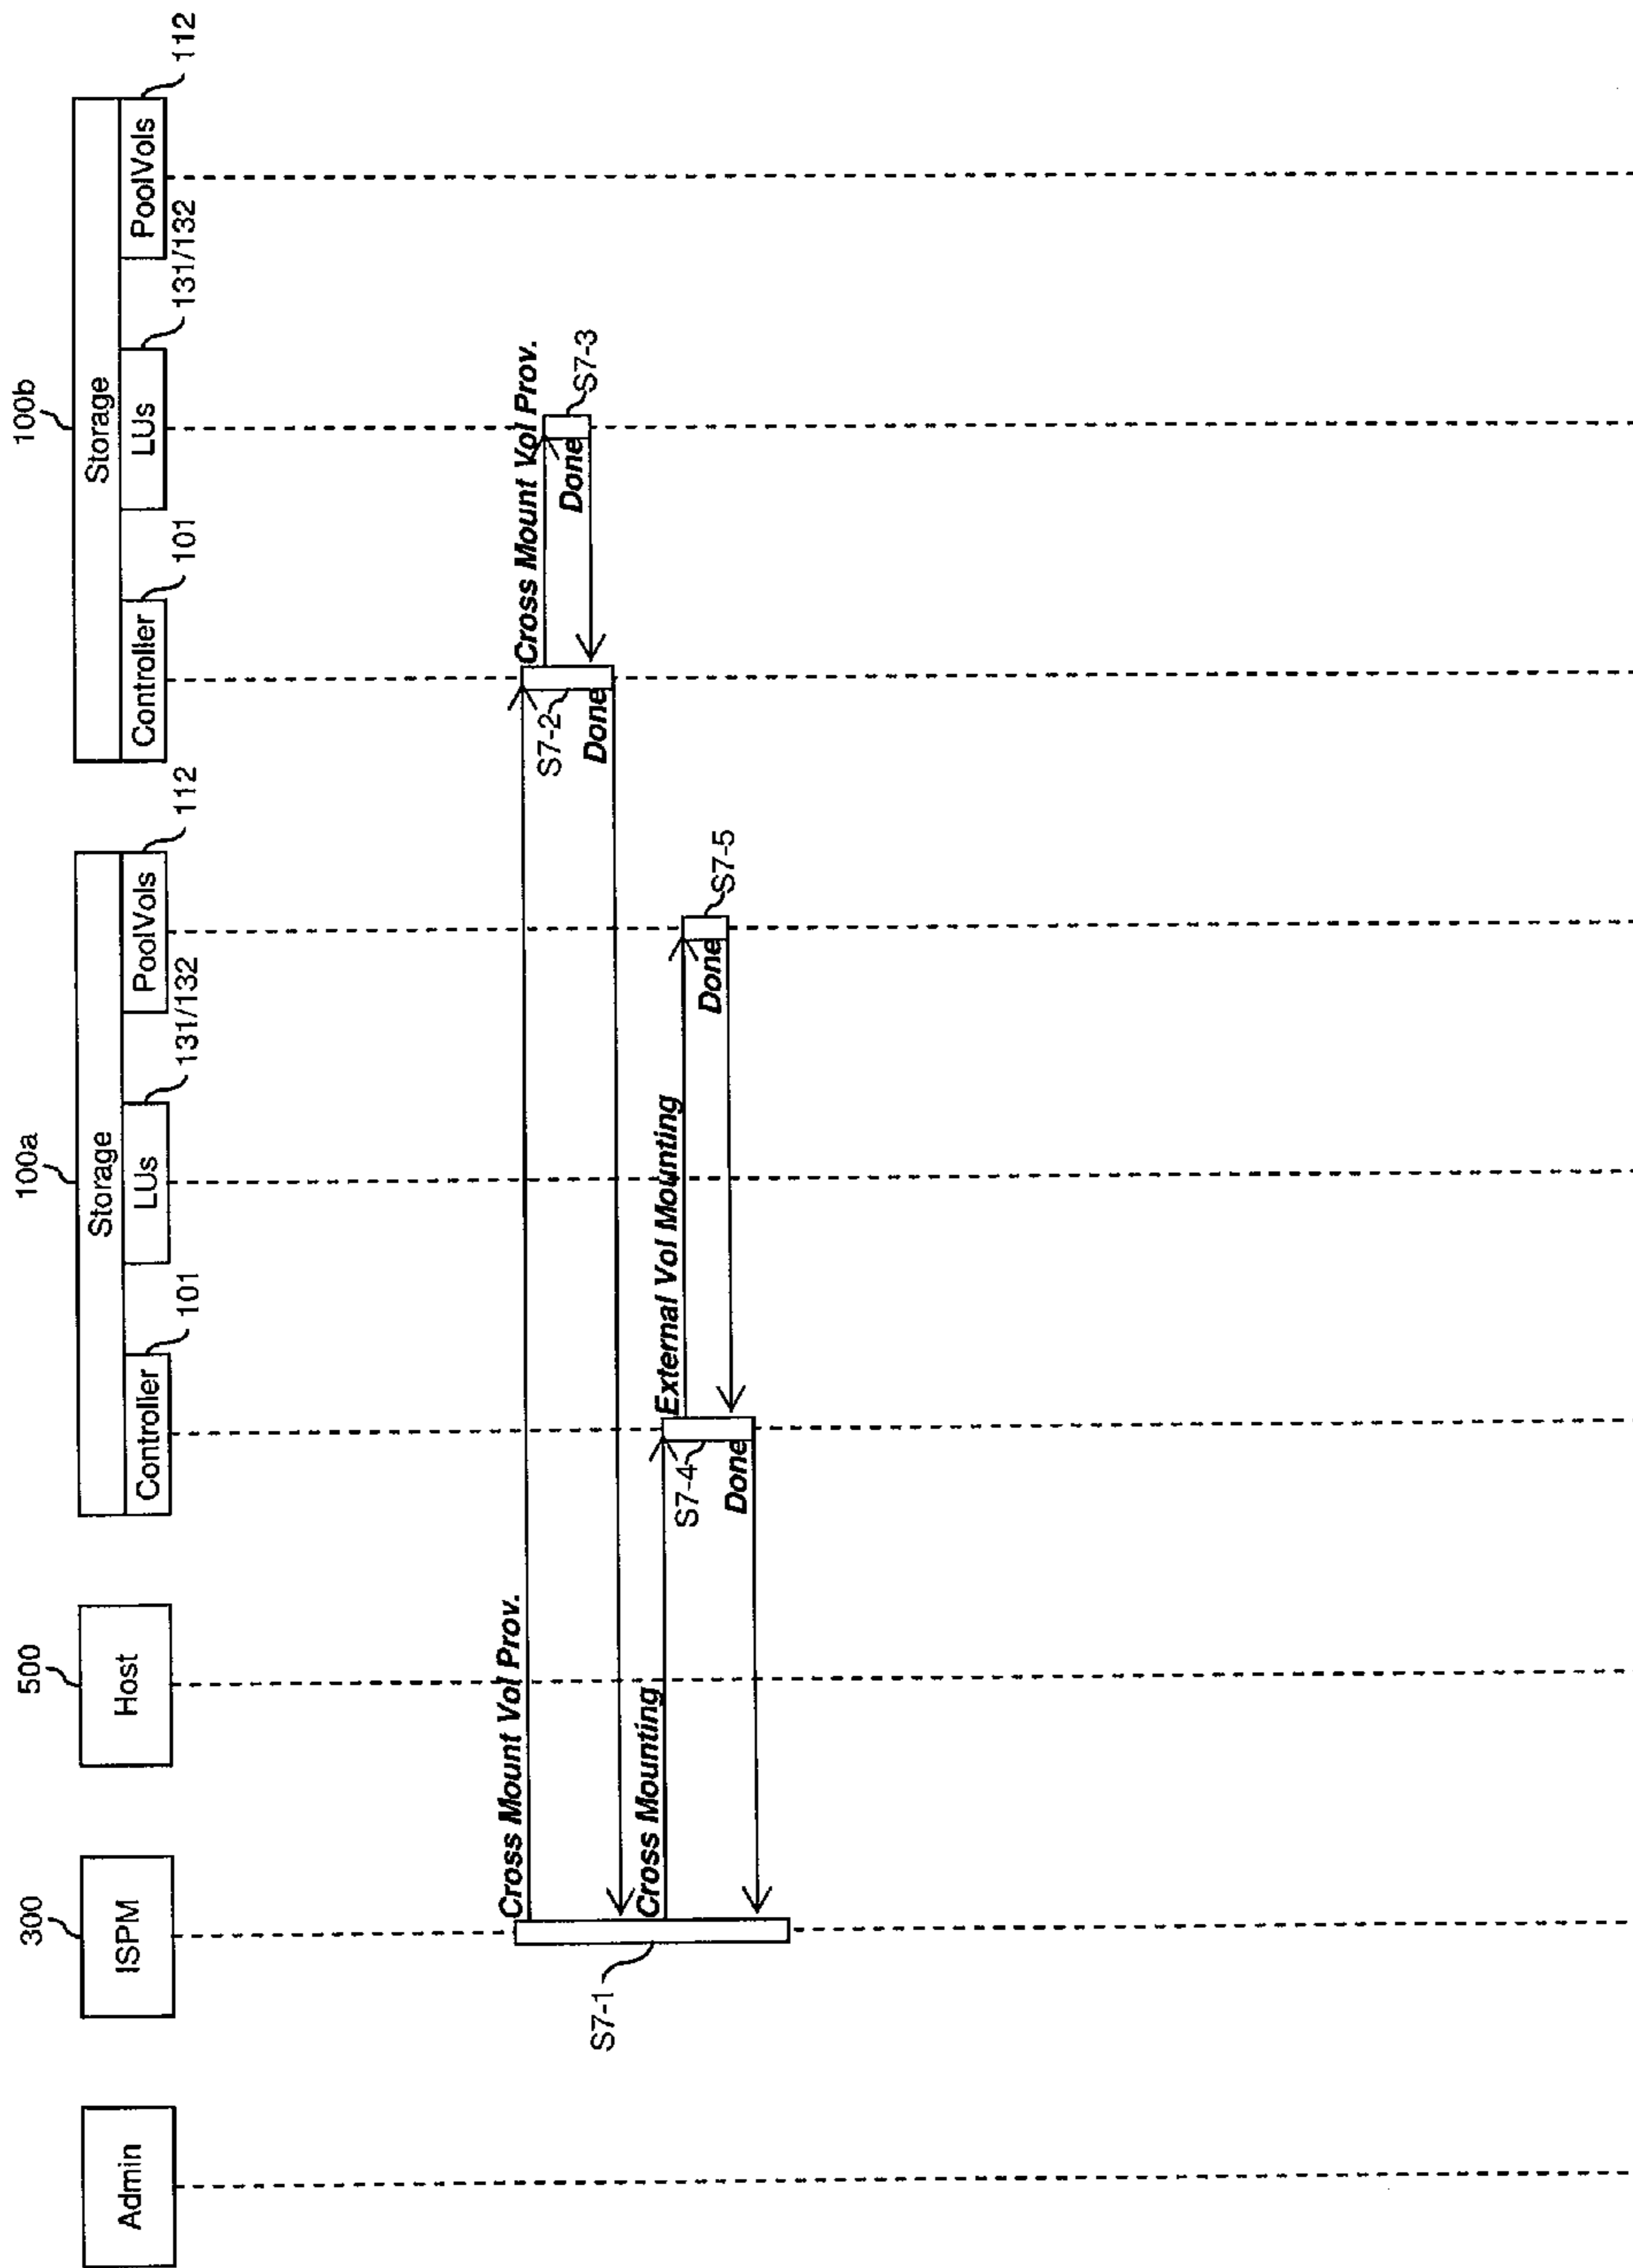 Admin
300
ISPM
500
Host
100a
Storage
Controller
101
LUs
131/132
PoolVols
112
100b
Storage
Controller
101
LUs
131/132
PoolVols
112
S7-1
Cross Mount Vol Prov.
S7-2
Cross Mount Vol Prov.
S7-3
Done
Done
Cross Mounting
S7-4
External Vol Mounting
S7-5
Done
Done